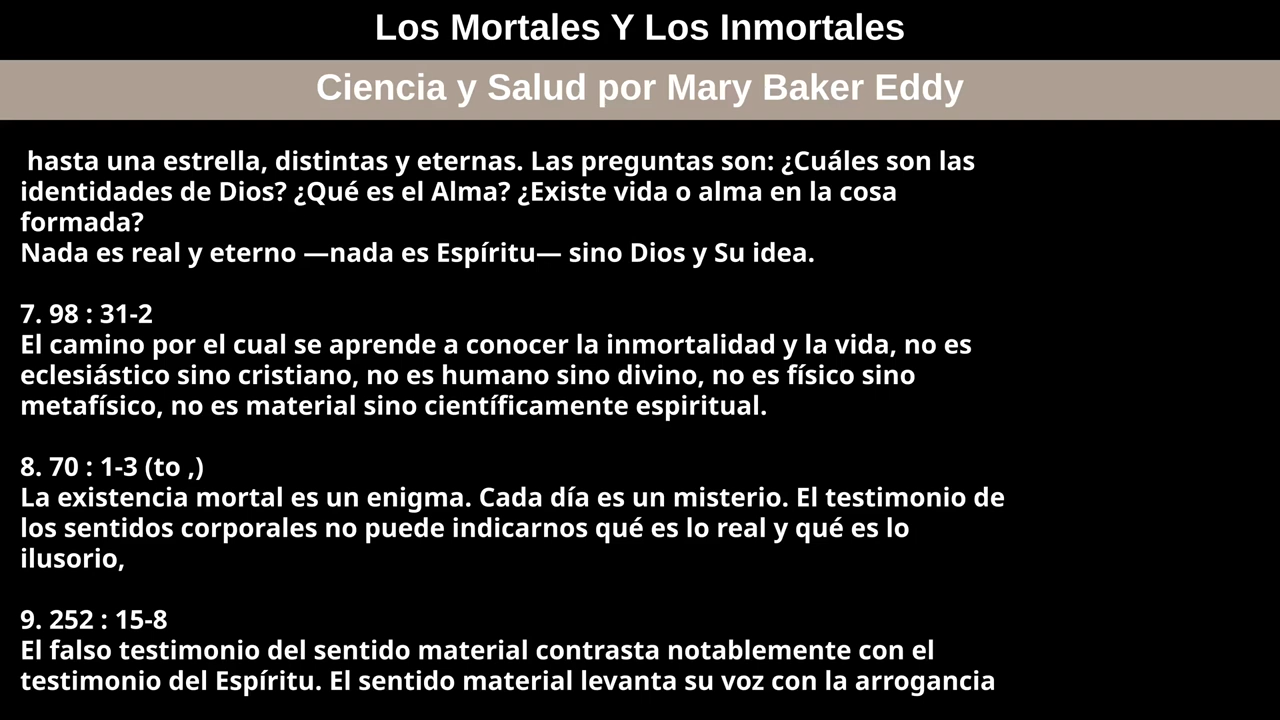 Los Mortales Y Los Inmortales
Ciencia y Salud por Mary Baker Eddy
hasta una estrella, distintas y eternas. Las preguntas son: ¿Cuáles son las
identidades de Dios? ¿Qué es el Alma? ¿Existe vida o alma en la cosa
formada?
Nada es real y eterno —nada es Espíritu— sino Dios y Su idea.
7. 98 : 31-2
El camino por el cual se aprende a conocer la inmortalidad y la vida, no es
eclesiástico sino cristiano, no es humano sino divino, no es físico sino
metafísico, no es material sino científicamente espiritual.
8. 70 : 1-3 (to ,)
La existencia mortal es un enigma. Cada día es un misterio. El testimonio de
los sentidos corporales no puede indicarnos qué es lo real y qué es lo
ilusorio,
9. 252 : 15-8
El falso testimonio del sentido material contrasta notablemente con el
testimonio del Espíritu. El sentido material levanta su voz con la arrogancia